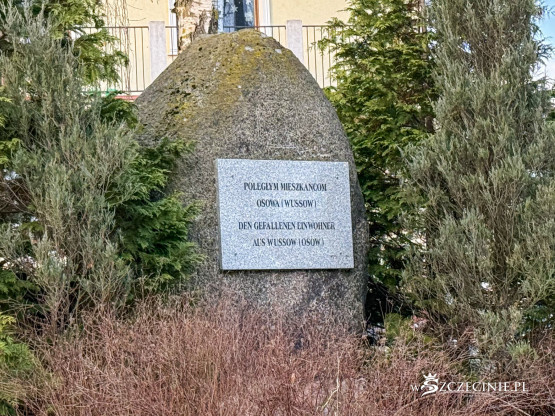 POLEGŁYM MIESZKAŃCOM
OSOWA (WUSSOW)
DEN GEFALLENEN EINWOHNER
AUS WUSSOW (OSOW)
wSZCZECINIE.PL